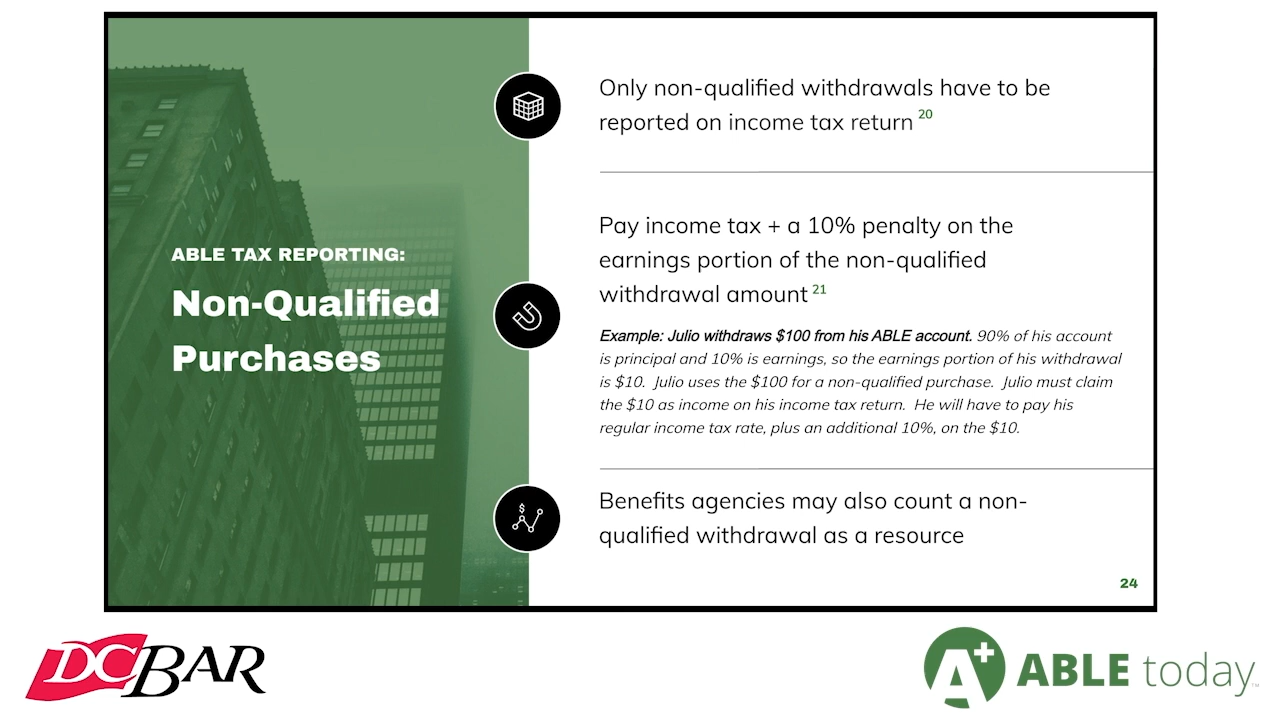 ABLE TAX REPORTING:
Non-Qualified
Purchases
Only non-qualified withdrawals have to be
reported on income tax return 20
Pay income tax + a 10% penalty on the
earnings portion of the non-qualified
withdrawal amount 21
Example: Julio withdraws $100 from his ABLE account. 90% of his account
is principal and 10% is earnings, so the earnings portion of his withdrawal
is $10. Julio uses the $100 for a non-qualified purchase. Julio must claim
the $10 as income on his income tax return. He will have to pay his
regular income tax rate, plus an additional 10%, on the $10.
$
Benefits agencies may also count a non-
qualified withdrawal as a resource
24
DC BAR
A+ ABLE today ™